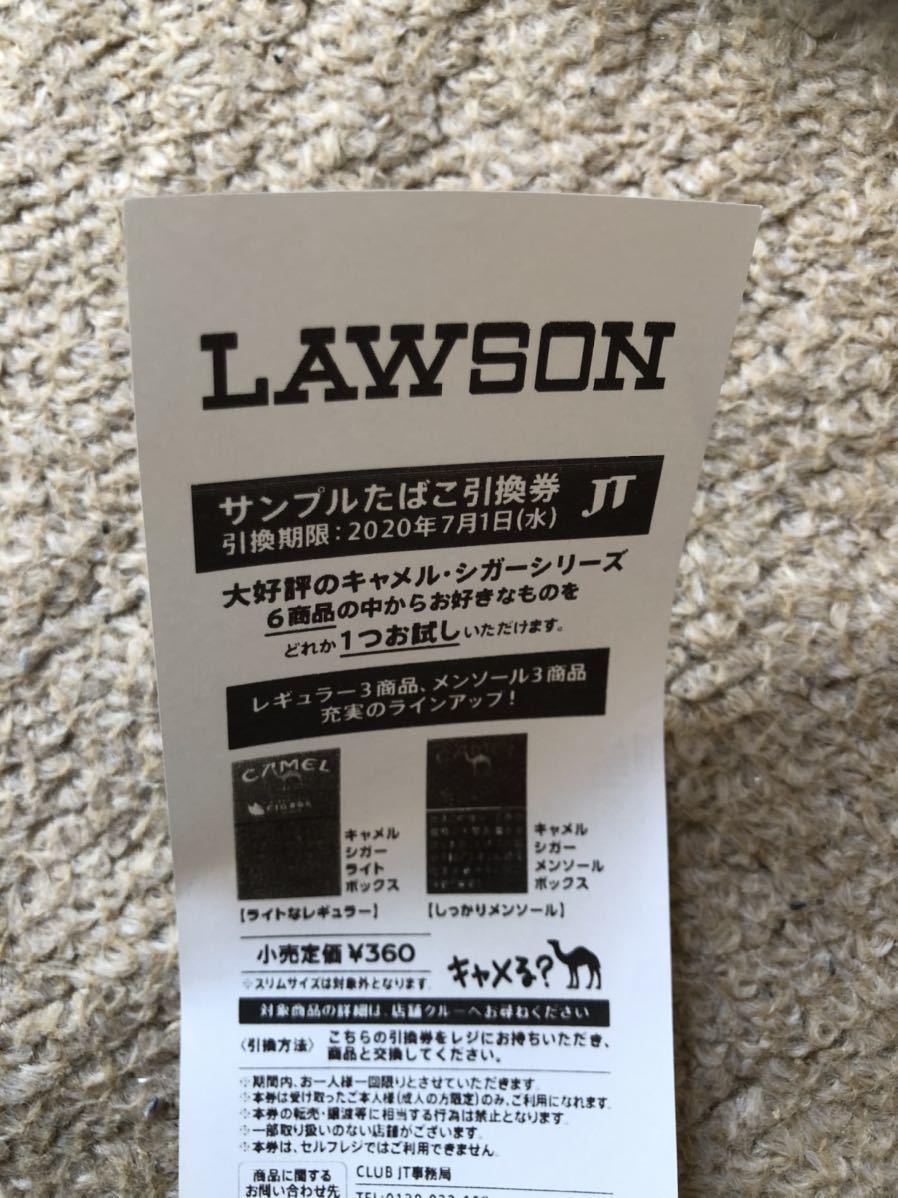 LAWSON
サンプルたばこ引換券 JT
引換期限：2020年7月1日(水)
大好評のキャメル・シガーシリーズ
6商品の中からお好きなものを
どれか1つお試しいただけます。
レギュラー3商品、メンソール3商品
充実のラインアップ！
CAMEL
CAMEL
キャメル
シガー
ライト
ボックス
キャメル
シガー
メンソール
ボックス
【ライトなレギュラー】
【しっかりメンソール】
小売定価¥360
キャメる?
※スリムサイズは対象外となります。
対象商品の詳細は、店舗クルーへお尋ねください
〈引換方法〉 こちらの引換券をレジにお持ちいただき、
商品と交換してください。
※期間内、お一人様一回限りとさせていただきます。
※本券は受け取ったご本人様(成人の方限定)のみ、ご利用になれます。
※本券の転売・譲渡等に相当する行為は禁止となります。
※一部取り扱いのない店舗がございます。
※本券は、セルフレジではご利用できません。
商品に関する
お問い合わせ先
CLUB JT事務局